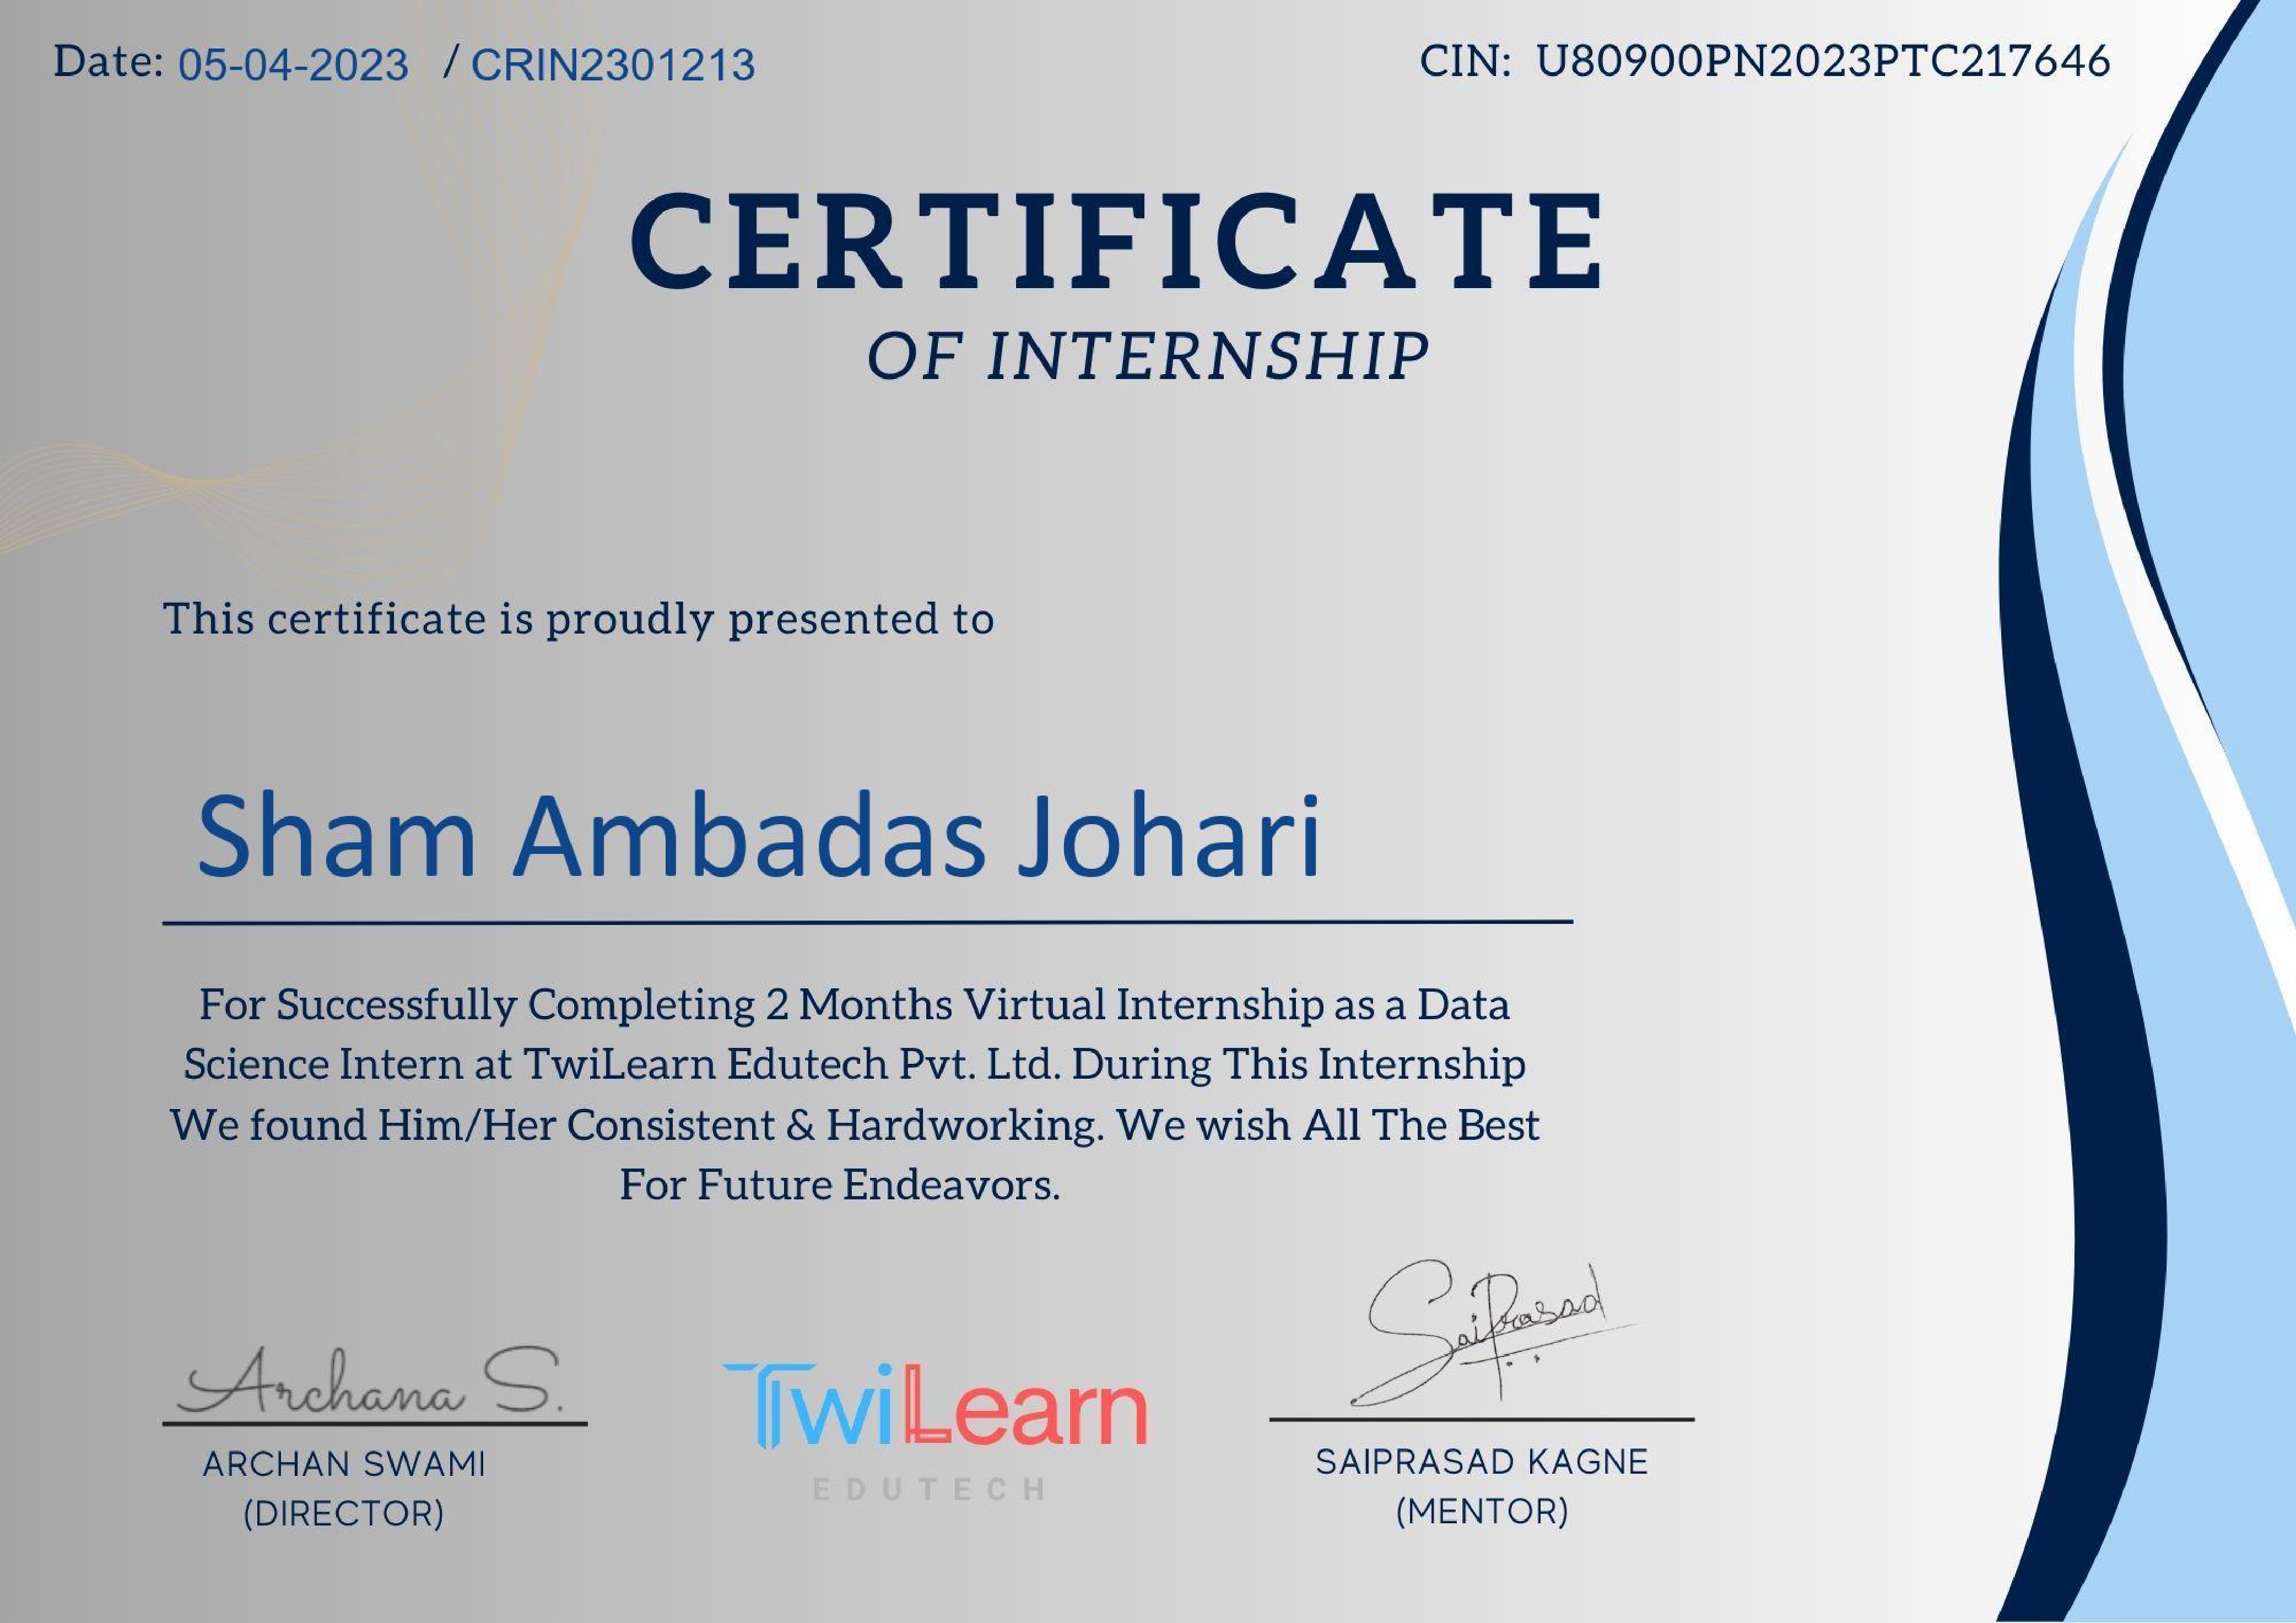 Date: 05-04-2023 / CRIN2301213
CIN: U80900PN2023PTC217646
CERTIFICATE
OF INTERNSHIP
This certificate is proudly presented to
Sham Ambadas Johari
For Successfully Completing 2 Months Virtual Internship as a Data
Science Intern at TwiLearn Edutech Pvt. Ltd. During This Internship
We found Him/Her Consistent & Hardworking. We wish All The Best
For Future Endeavors.
Archana S.
ARCHAN SWAMI
(DIRECTOR)
TwiLearn
EDUTECH
SaiPrasad
SAIPRASAD KAGNE
(MENTOR)